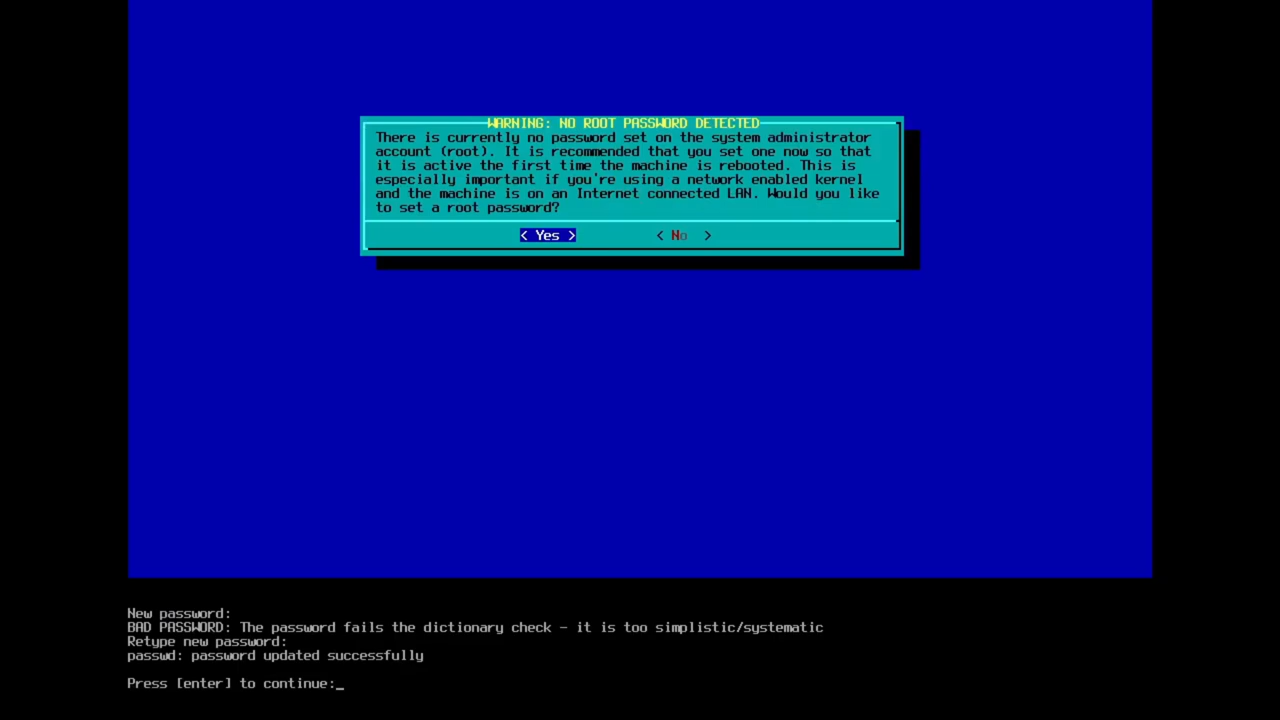 WARNING: NO ROOT PASSWORD DETECTED
There is currently no password set on the system administrator
account (root). It is recommended that you set one now so that
it is active the first time the machine is rebooted. This is
especially important if you're using a network enabled kernel
and the machine is on an Internet connected LAN. Would you like
to set a root password?
< Yes > < No >
New password:
BAD PASSWORD: The password fails the dictionary check - it is too simplistic/systematic
Retype new password:
passwd: password updated successfully
Press [enter] to continue:_